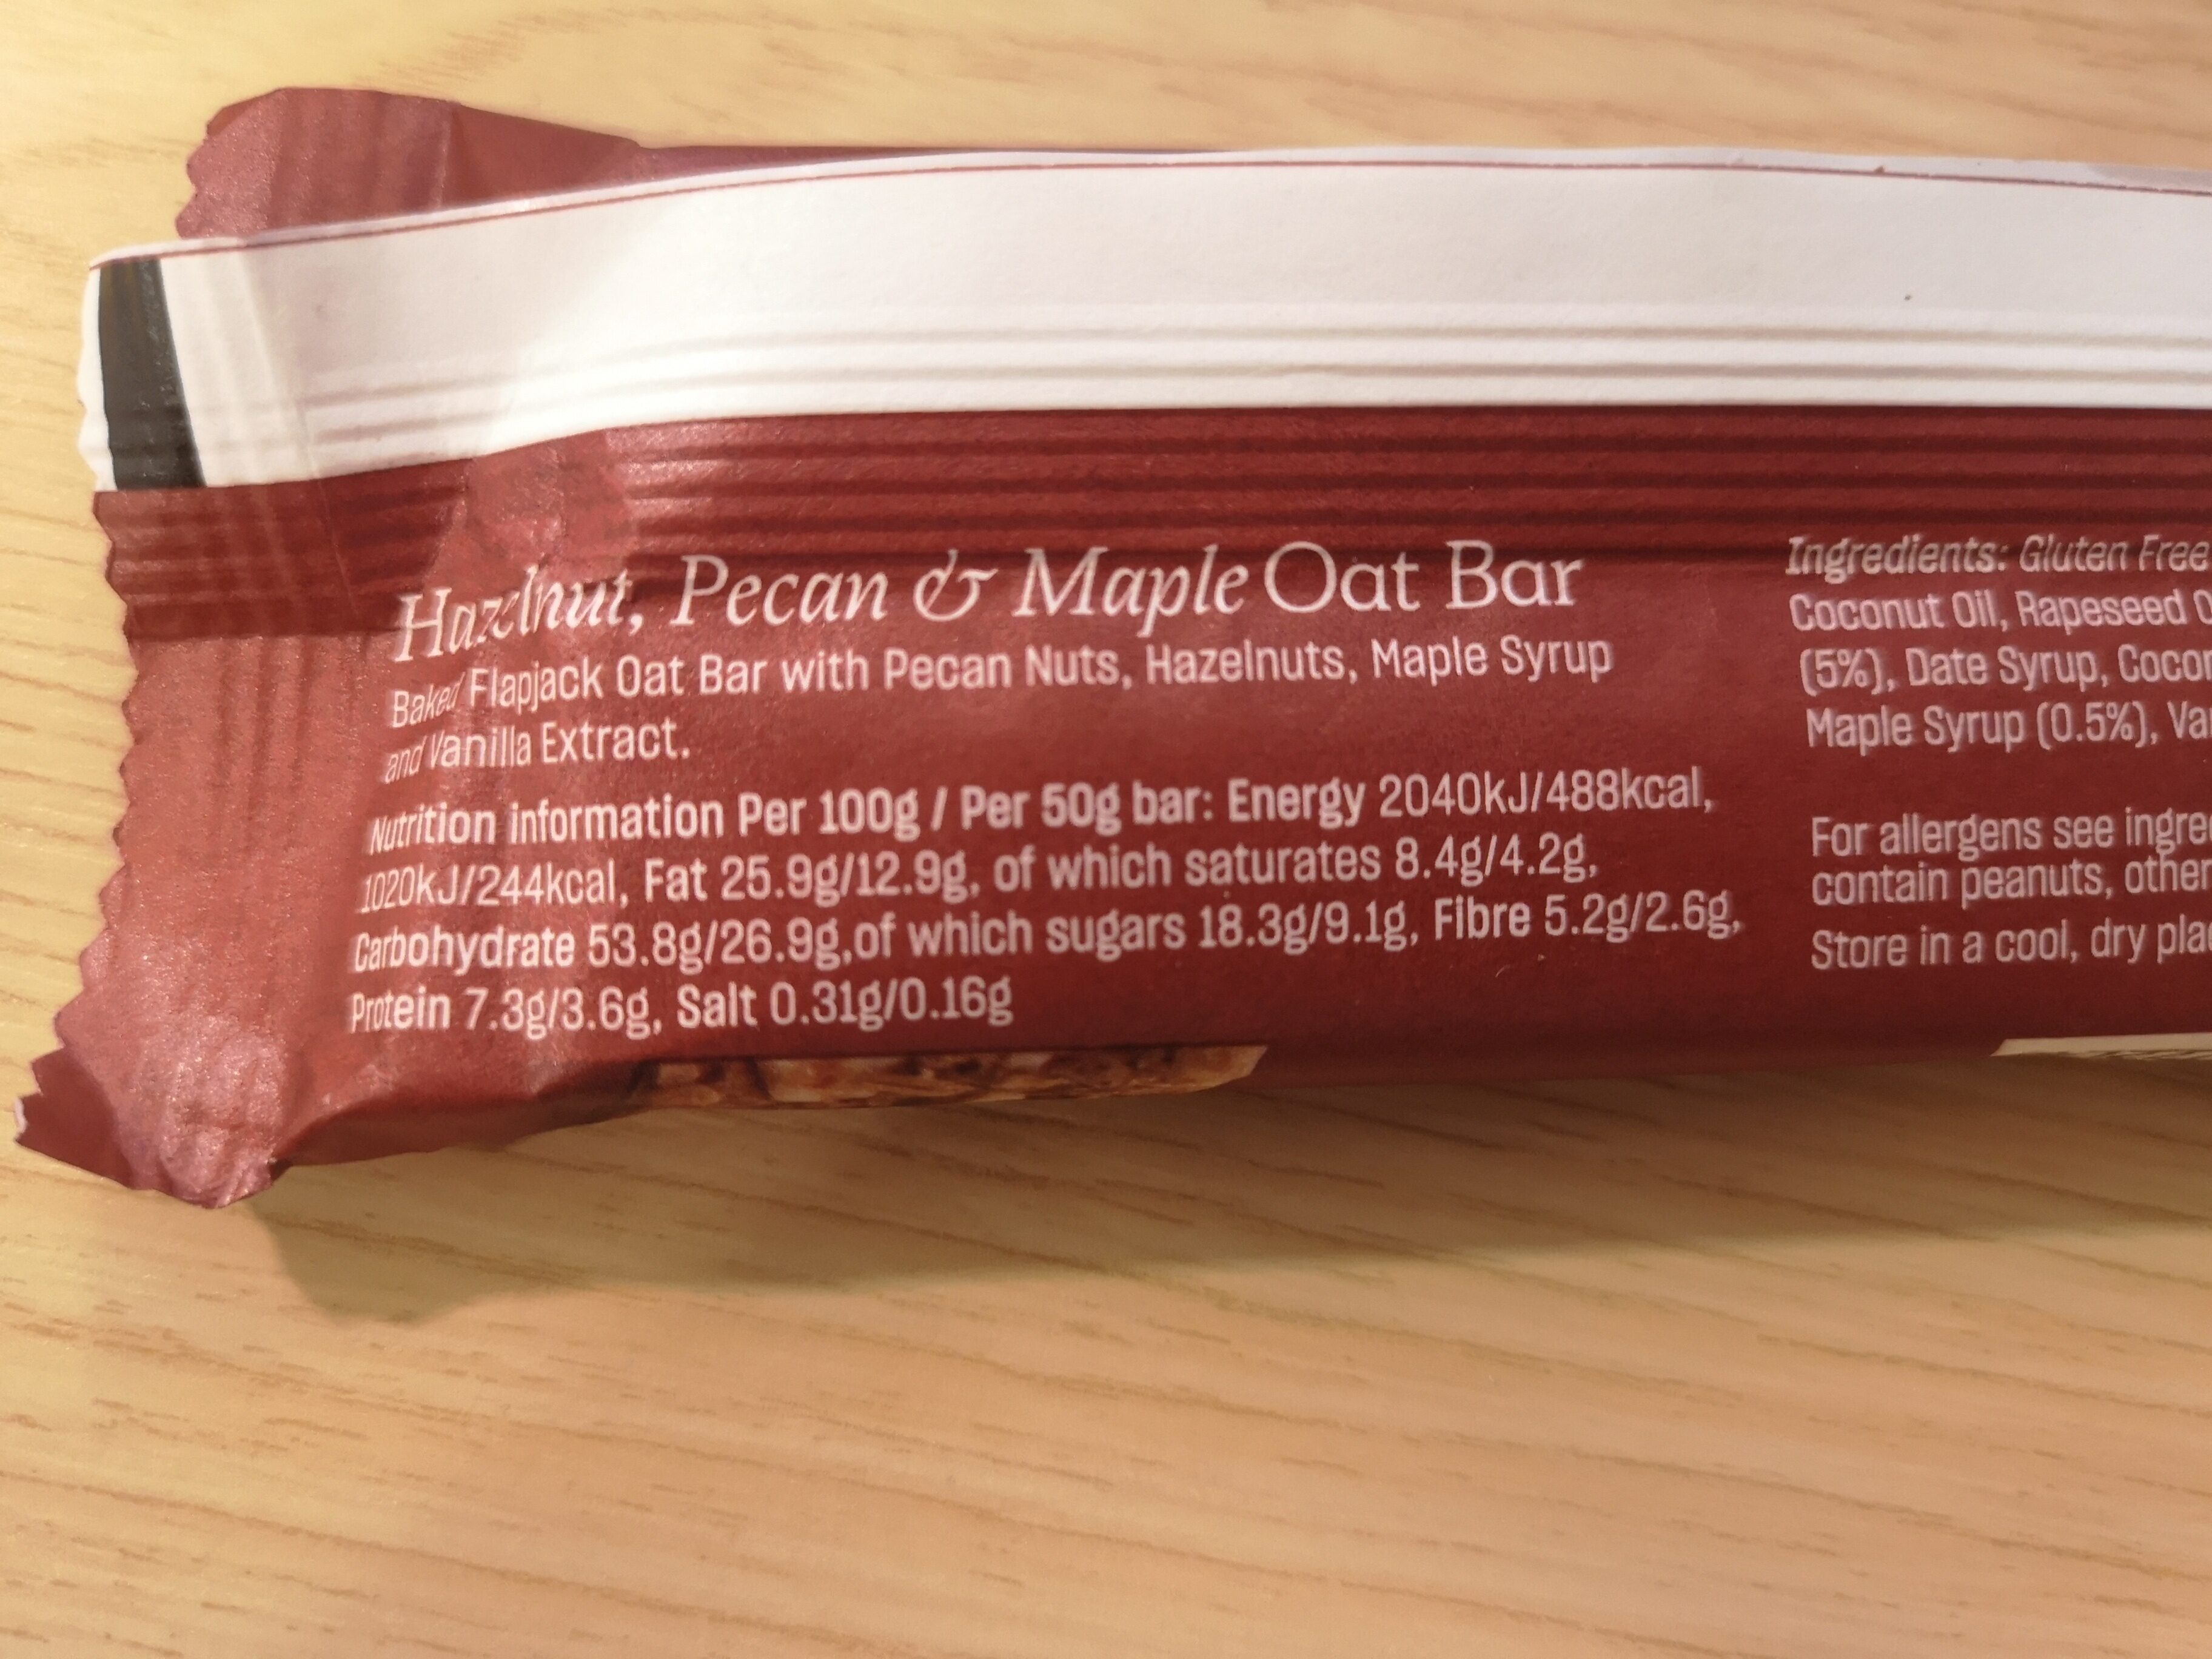 Hazelnut, Pecan & Maple Oat Bar
Baked Flapjack Oat Bar with Pecan Nuts, Hazelnuts, Maple Syrup
and Vanilla Extract.
Nutrition information Per 100g / Per 50g bar: Energy 2040kJ/488kcal,
1020kJ/244kcal, Fat 25.9g/12.9g, of which saturates 8.4g/4.2g,
Carbohydrate 53.8g/26.9g,of which sugars 18.3g/9.1g, Fibre 5.2g/2.6g,
Protein 7.3g/3.6g, Salt 0.31g/0.16g
Ingredients: Gluten Free
Coconut Oil, Rapeseed
(5%), Date Syrup,
Maple Syrup (0.5%),
For allergens see
contain peanuts, other
Store in a cool, dry